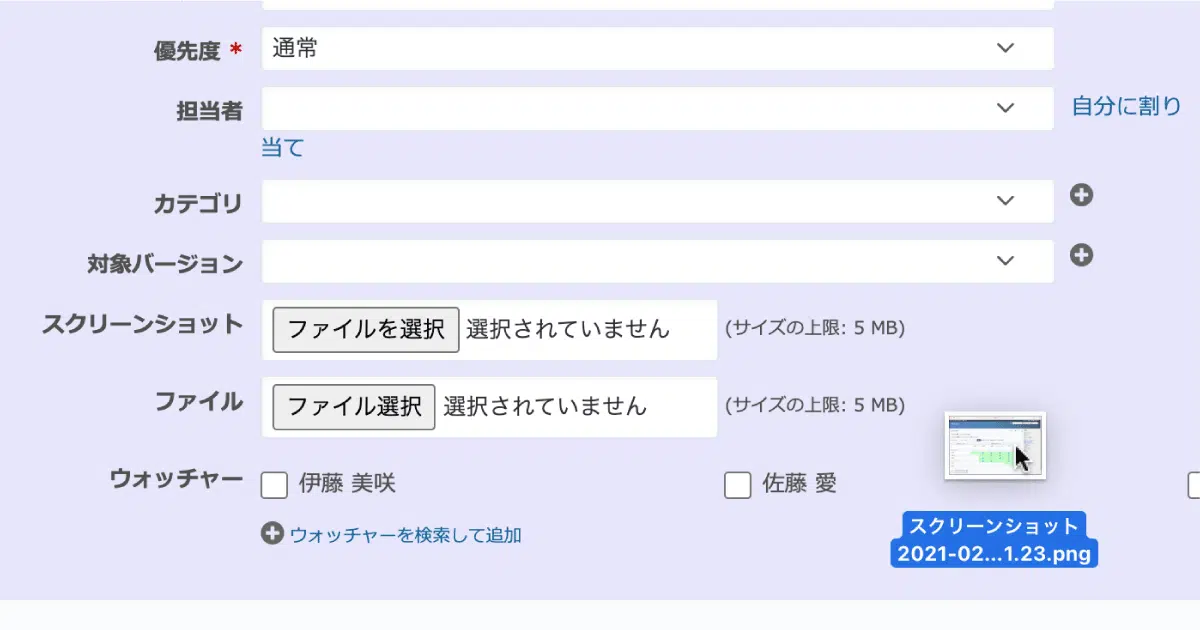 優先度 * 通常
担当者 自分に割り
当て
カテゴリ
対象バージョン
スクリーンショット ファイルを選択 選択されていません (サイズの上限: 5 MB)
ファイル ファイル選択 選択されていません (サイズの上限: 5 MB)
ウォッチャー 伊藤 美咲 佐藤 愛
ウォッチャーを検索して追加
スクリーンショット
2021-02...1.23.png